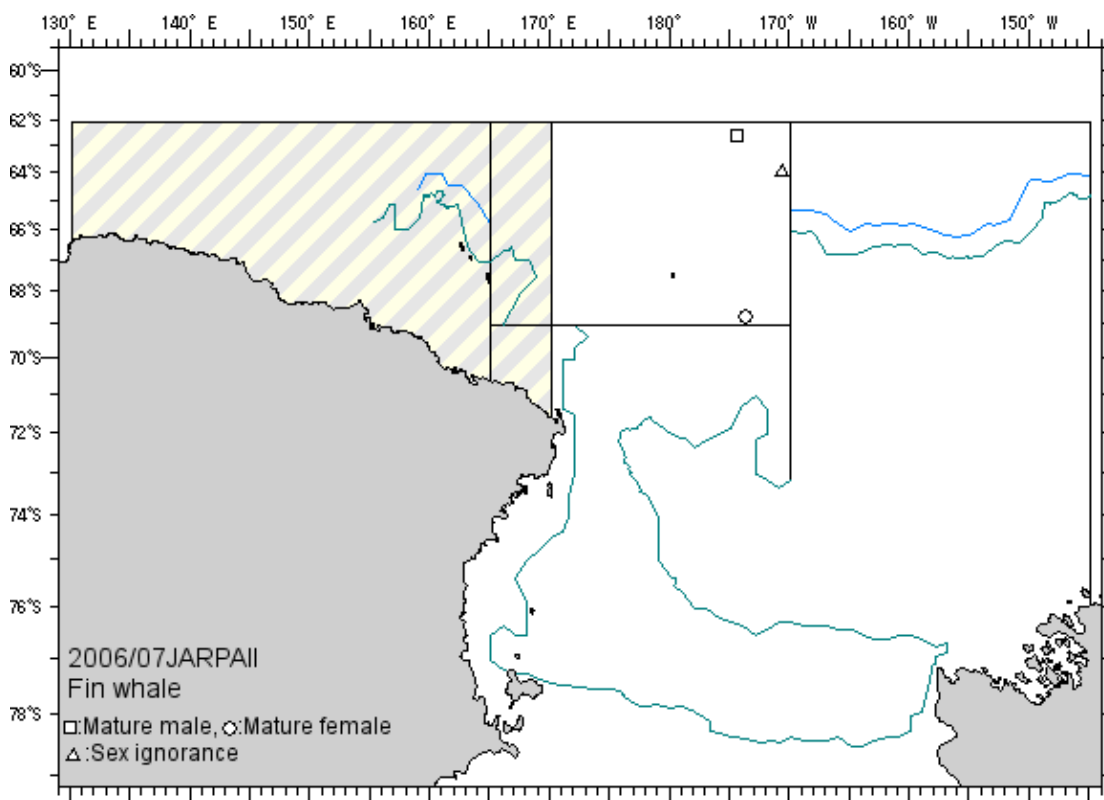 130° E 140° E 150° E 160° E 170° E 180° 170° W 160° W 150° W
60°S
62°S
64°S
66°S
68°S
70°S
72°S
74°S
76°S
78°S
2006/07JARPAII
Fin whale
□:Mature male, ○:Mature female
△:Sex ignorance